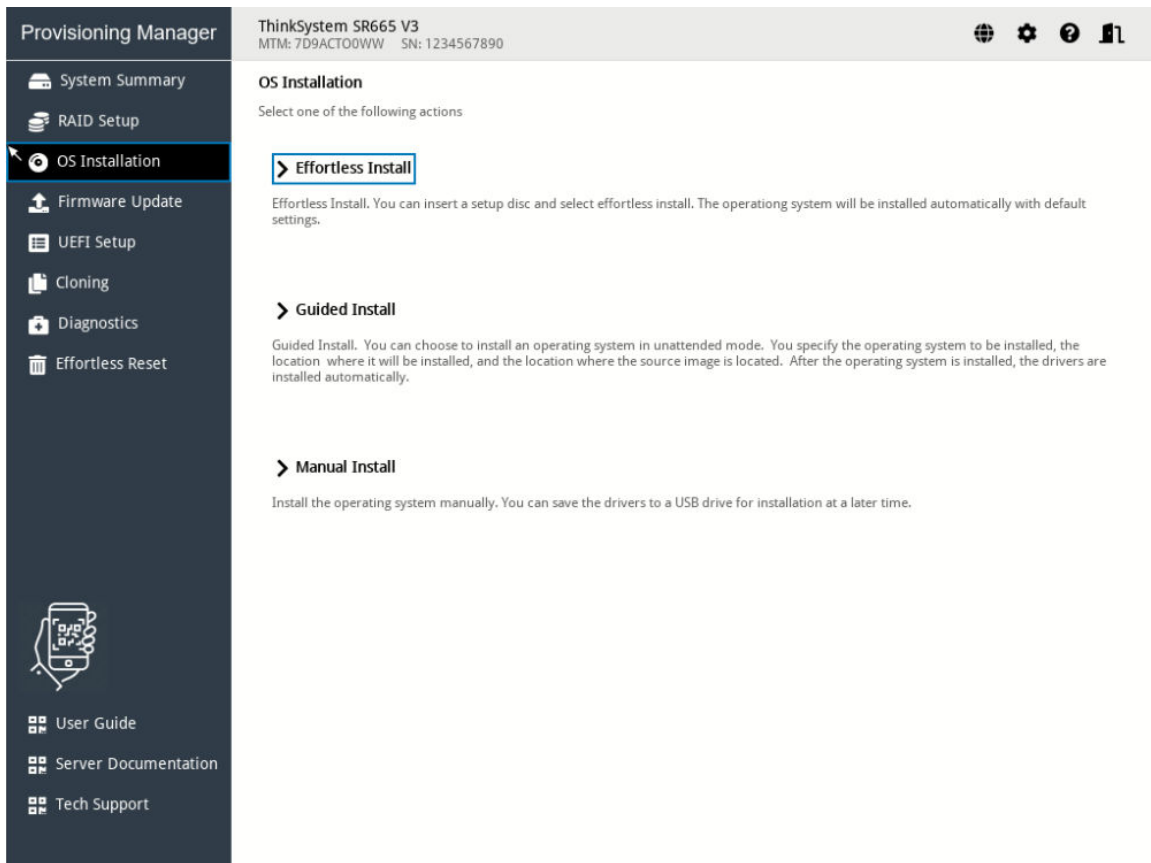 Provisioning Manager
ThinkSystem SR665 V3
MTM: 7D9ACTO0WW SN: 1234567890
System Summary
RAID Setup
OS Installation
Firmware Update
UEFI Setup
Cloning
Diagnostics
Effortless Reset
User Guide
Server Documentation
Tech Support
OS Installation
Select one of the following actions
Effortless Install
Effortless Install. You can insert a setup disc and select effortless install. The operationg system will be installed automatically with default
settings.
Guided Install
Guided Install. You can choose to install an operating system in unattended mode. You specify the operating system to be installed, the
location where it will be installed, and the location where the source image is located. After the operating system is installed, the drivers are
installed automatically.
Manual Install
Install the operating system manually. You can save the drivers to a USB drive for installation at a later time.